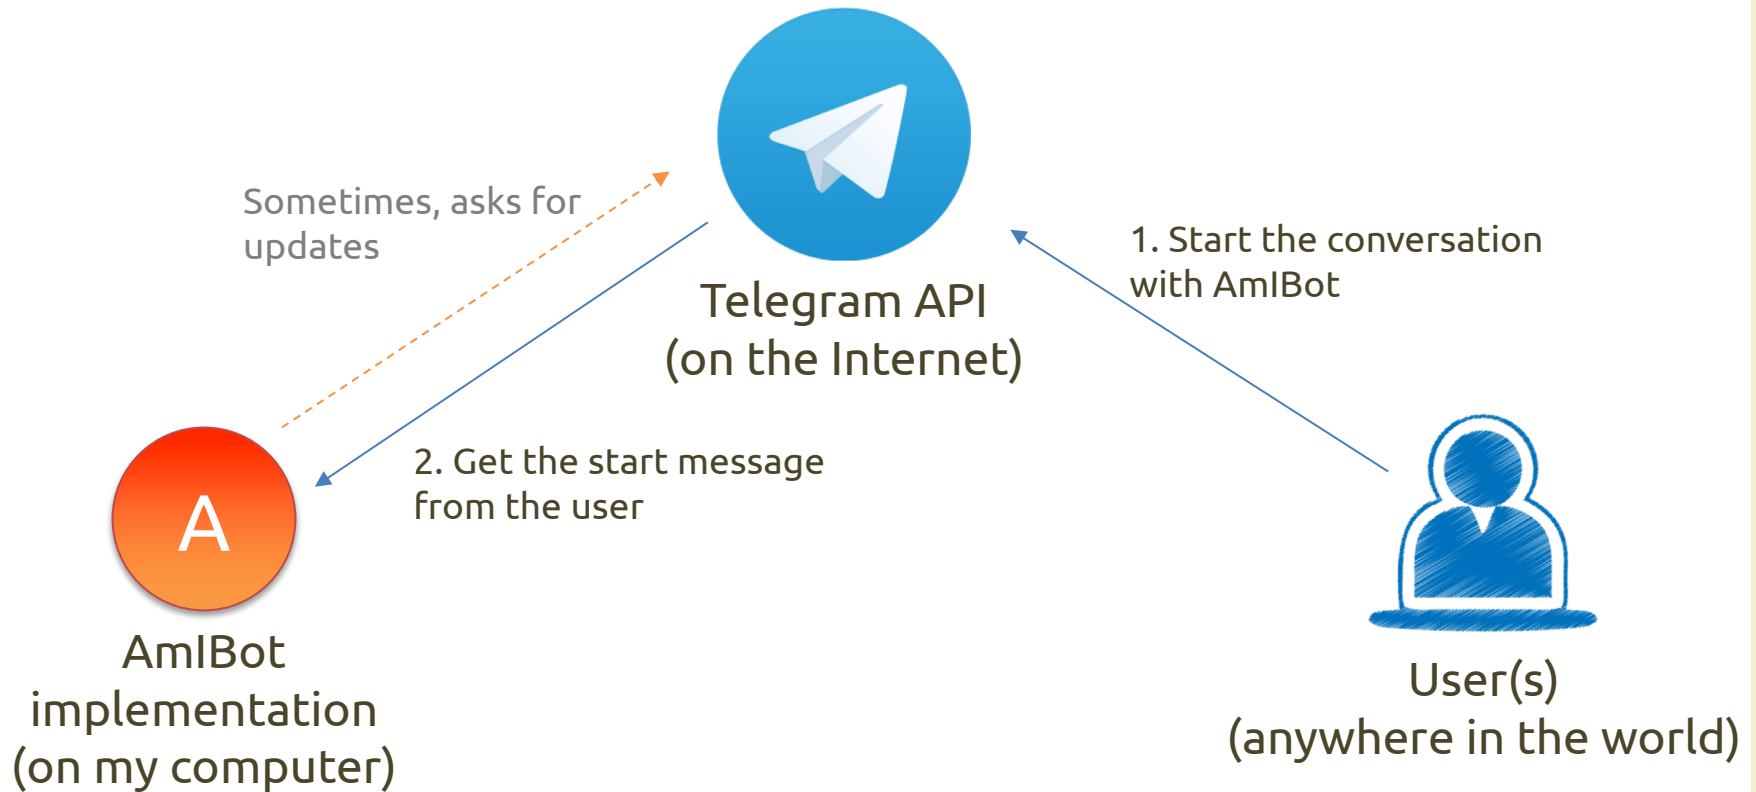 Sometimes, asks for
updates
1. Start the conversation
with AmIBot
Telegram API
(on the Internet)
2. Get the start message
from the user
A
AmIBot
implementation
(on my computer)
User(s)
(anywhere in the world)